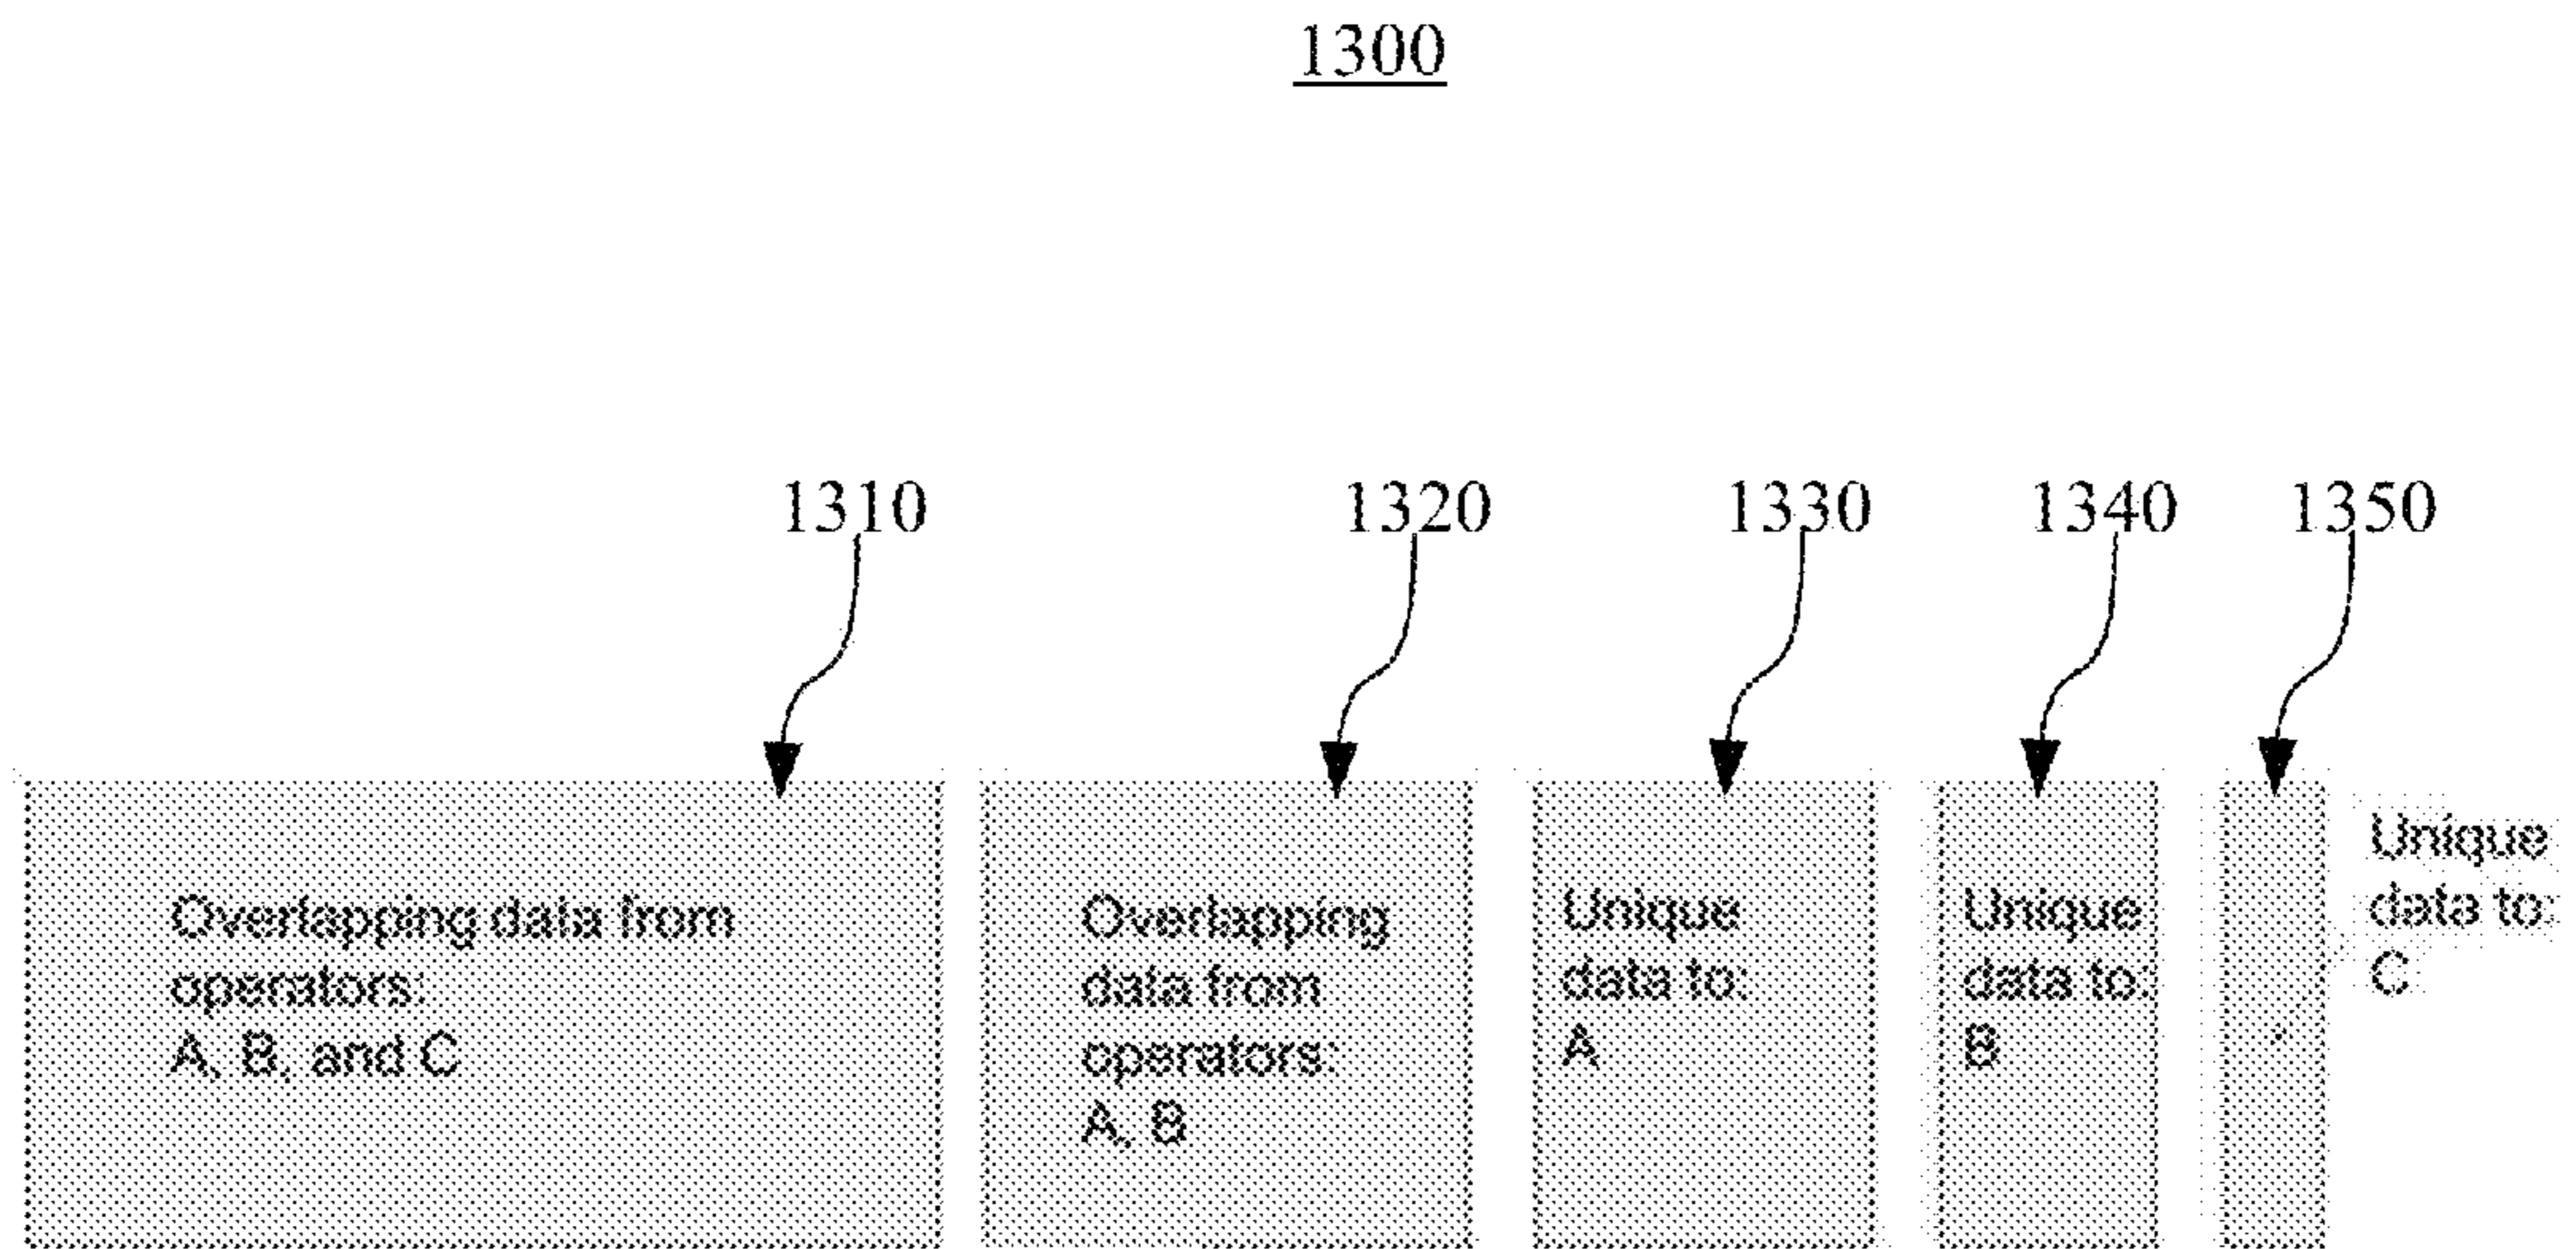 1300
1310
1320
1330
1340
1350
Overlapping data from
operators:
A, B, and C
Overlapping
data from
operators:
A, B
Unique
data to:
A
Unique
data to:
B
Unique
data to:
C